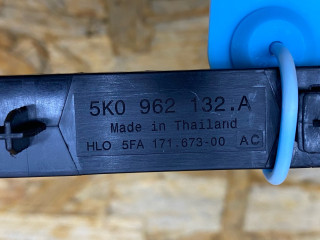 5K0 962 132.A
Made in Thailand
HLO 5FA 171.673-00 AC